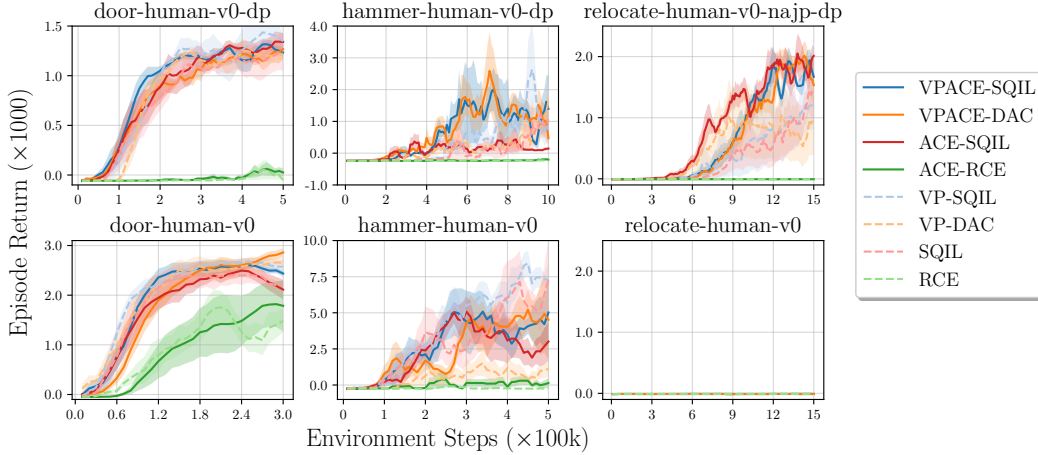 door-human-v0-dp hammer-human-v0-dp relocate-human-v0-najp-dp
1.5
1.0
0.5
0.0
0 1 2 3 4 5
4.0
3.0
2.0
1.0
0.0
-1.0
0 2 4 6 8 10
2.0
1.0
0.0
0 3 6 9 12 15
door-human-v0 hammer-human-v0 relocate-human-v0
3.0
2.0
1.0
0.0
0.0 0.6 1.2 1.8 2.4 3.0
10.0
7.5
5.0
2.5
0.0
0 1 2 3 4 5
2.0
1.0
0.0
0 3 6 9 12 15
Episode Return (×1000)
Environment Steps (×100k)
VPACE-SQIL
VPACE-DAC
ACE-SQIL
ACE-RCE
VP-SQIL
VP-DAC
SQIL
RCE